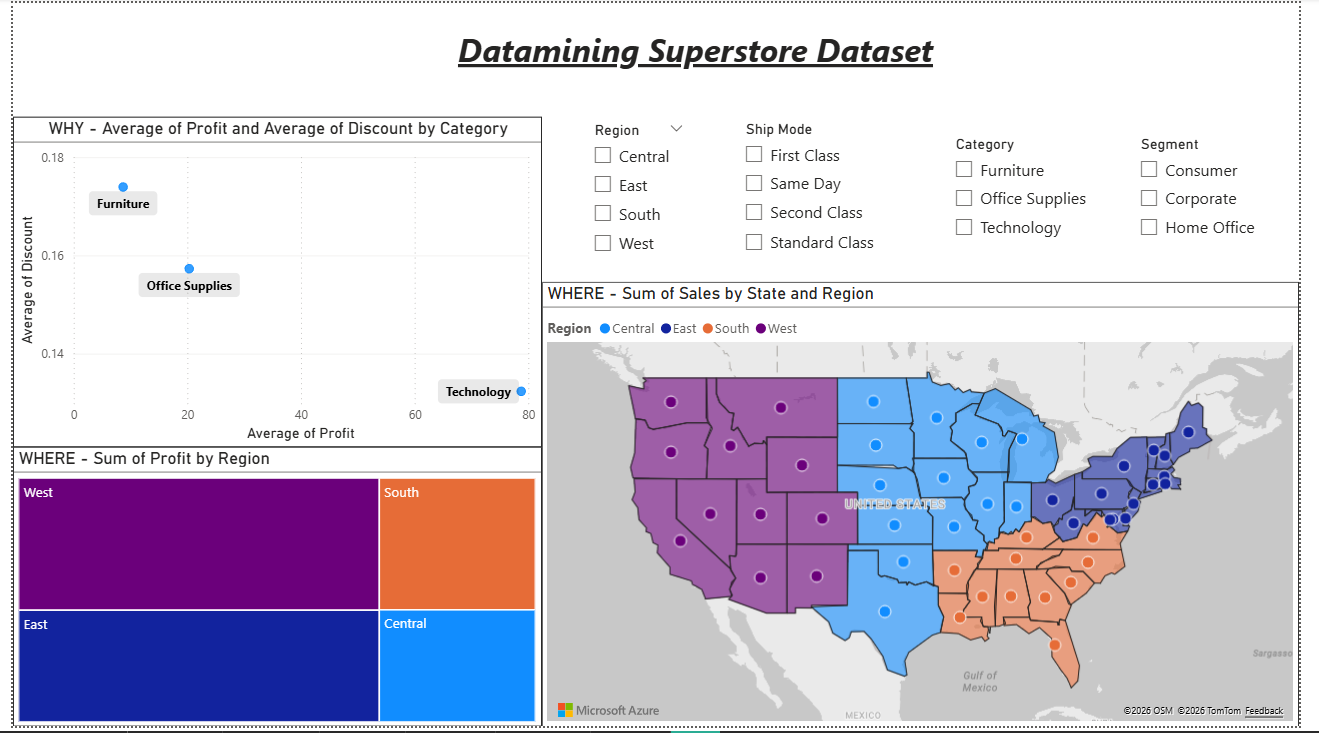 Datamining Superstore Dataset
WHY - Average of Profit and Average of Discount by Category
0.18
0.16
0.14
Average of Discount
Furniture
Office Supplies
Technology
0
20
40
60
80
Average of Profit
Region
Central
East
South
West
Ship Mode
First Class
Same Day
Second Class
Standard Class
Category
Furniture
Office Supplies
Technology
Segment
Consumer
Corporate
Home Office
WHERE - Sum of Profit by Region
West
South
East
Central
WHERE - Sum of Sales by State and Region
Region Central East South West
UNITED STATES
Gulf of
Mexico
Sargasso
MEXICO
Microsoft Azure
©2026 OSM ©2026 TomTom Feedback